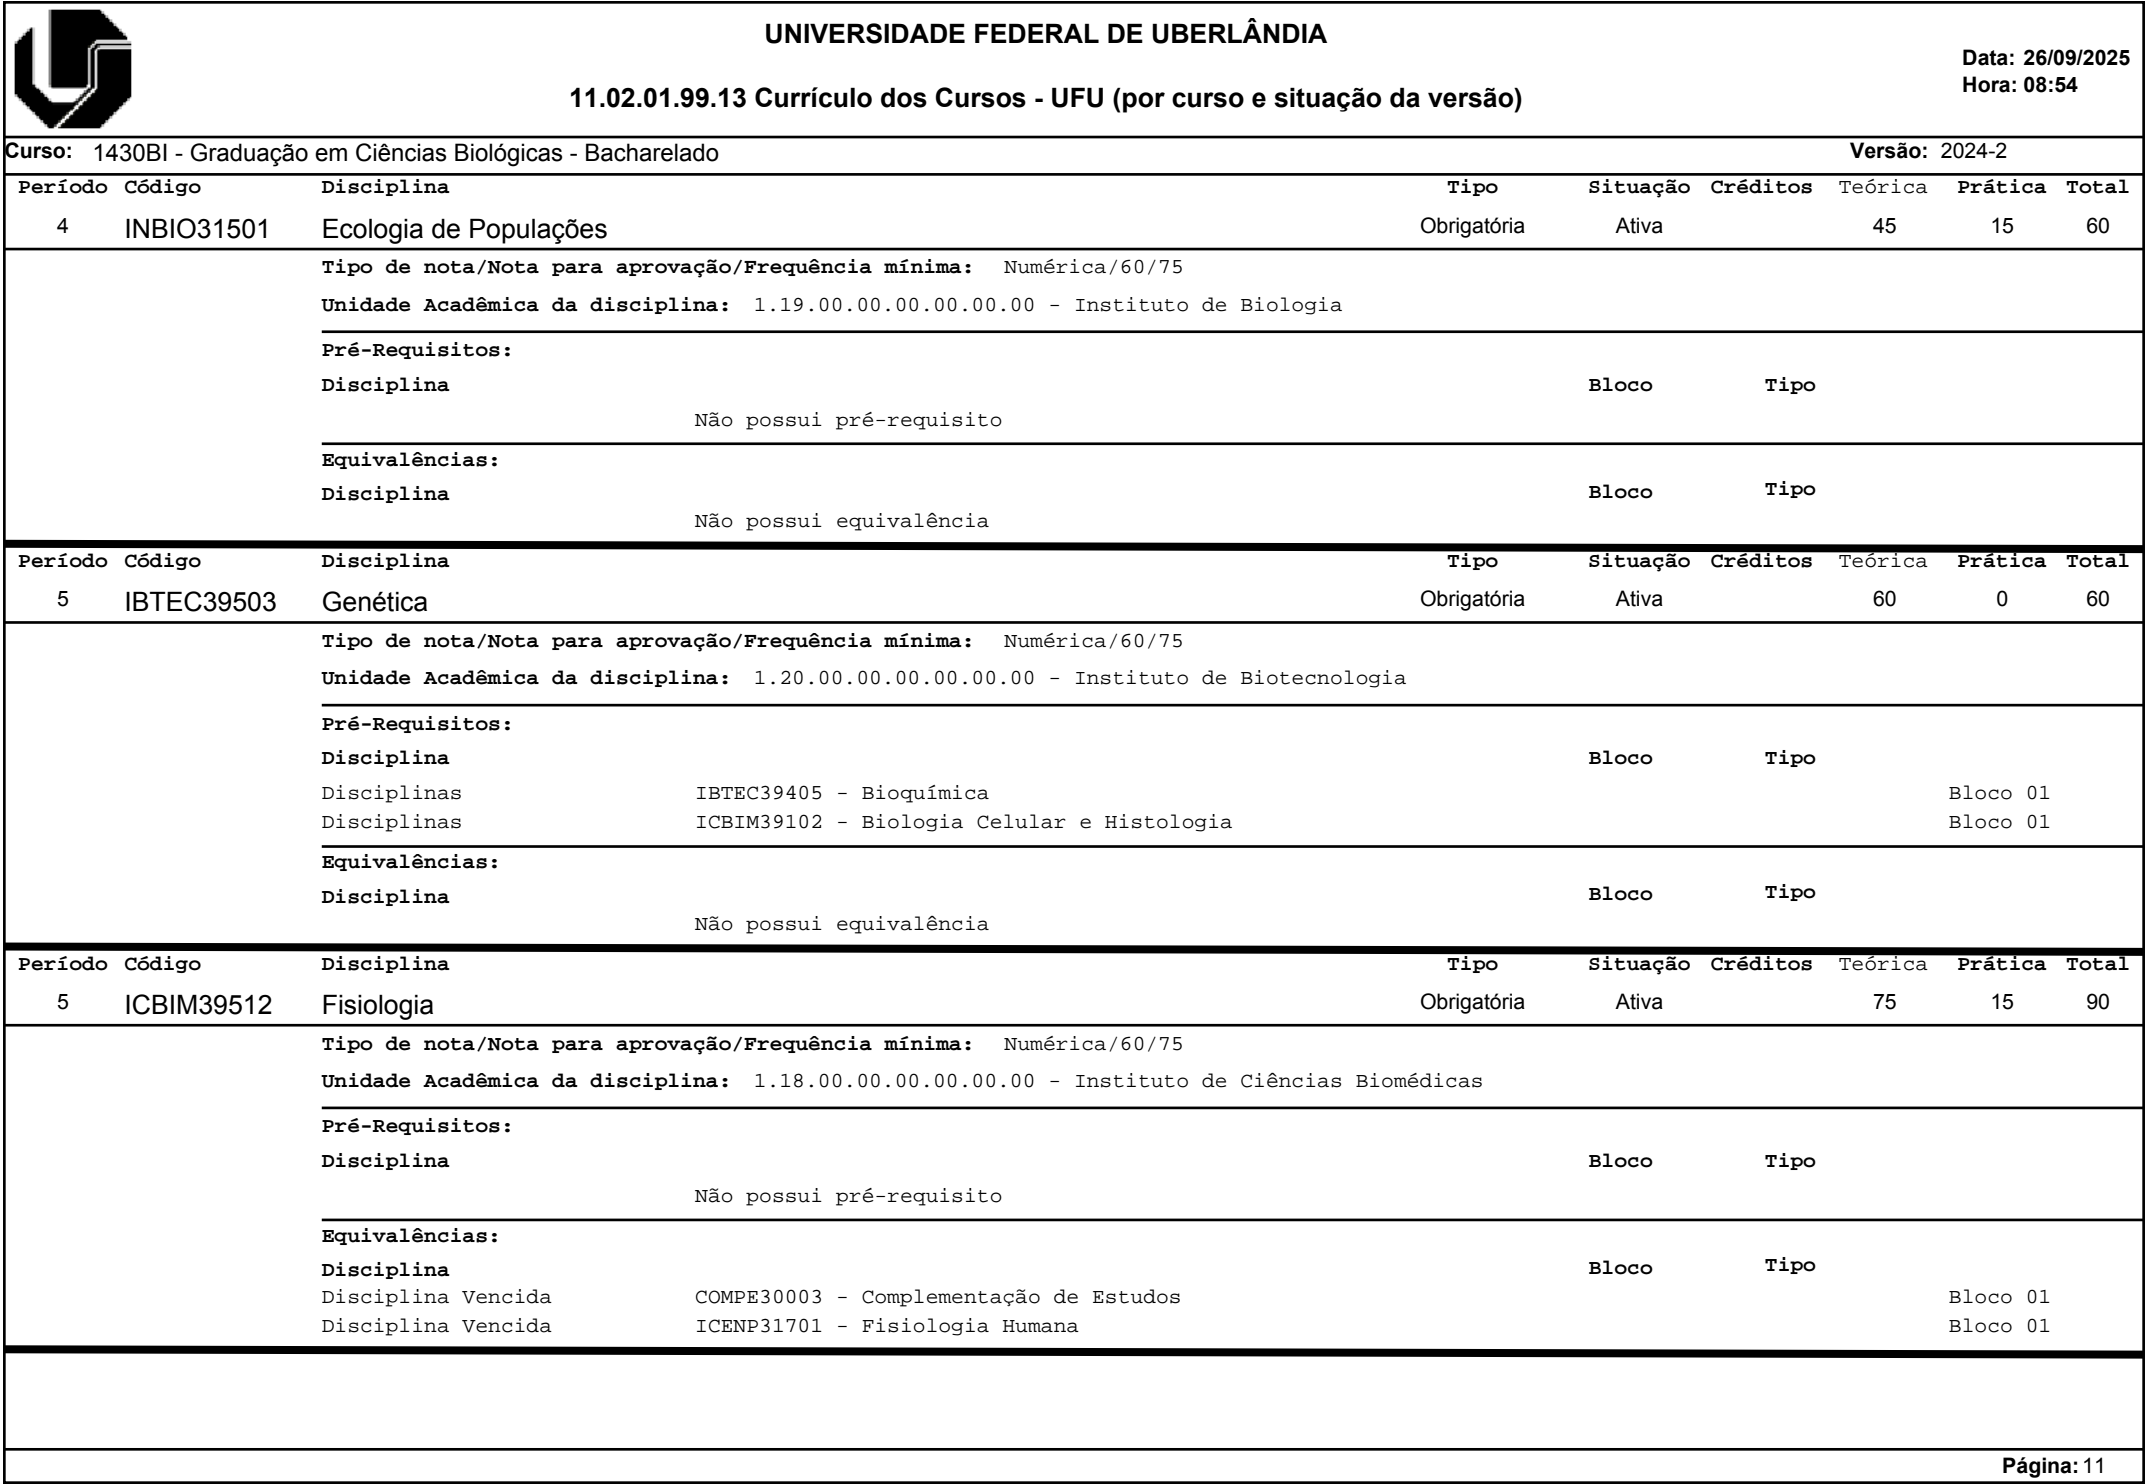 UNIVERSIDADE FEDERAL DE UBERLÂNDIA
Data: 26/09/2025
Hora: 08:54
11.02.01.99.13 Currículo dos Cursos - UFU (por curso e situação da versão)
Curso: 1430BI - Graduação em Ciências Biológicas - Bacharelado Versão: 2024-2
Período Código Disciplina Tipo Situação Créditos Teórica Prática Total
4 INBIO31501 Ecologia de Populações Obrigatória Ativa 45 15 60
Tipo de nota/Nota para aprovação/Frequência mínima: Numérica/60/75
Unidade Acadêmica da disciplina: 1.19.00.00.00.00.00.00 - Instituto de Biologia
Pré-Requisitos:
Disciplina Bloco Tipo
Não possui pré-requisito
Equivalências:
Disciplina Bloco Tipo
Não possui equivalência
Período Código Disciplina Tipo Situação Créditos Teórica Prática Total
5 IBTEC39503 Genética Obrigatória Ativa 60 0 60
Tipo de nota/Nota para aprovação/Frequência mínima: Numérica/60/75
Unidade Acadêmica da disciplina: 1.20.00.00.00.00.00.00 - Instituto de Biotecnologia
Pré-Requisitos:
Disciplina Bloco Tipo
Disciplinas IBTEC39405 - Bioquímica Bloco 01
Disciplinas ICBIM39102 - Biologia Celular e Histologia Bloco 01
Equivalências:
Disciplina Bloco Tipo
Não possui equivalência
Período Código Disciplina Tipo Situação Créditos Teórica Prática Total
5 ICBIM39512 Fisiologia Obrigatória Ativa 75 15 90
Tipo de nota/Nota para aprovação/Frequência mínima: Numérica/60/75
Unidade Acadêmica da disciplina: 1.18.00.00.00.00.00.00 - Instituto de Ciências Biomédicas
Pré-Requisitos:
Disciplina Bloco Tipo
Não possui pré-requisito
Equivalências:
Disciplina Bloco Tipo
Disciplina Vencida COMPE30003 - Complementação de Estudos Bloco 01
Disciplina Vencida ICENP31701 - Fisiologia Humana Bloco 01
Página: 11